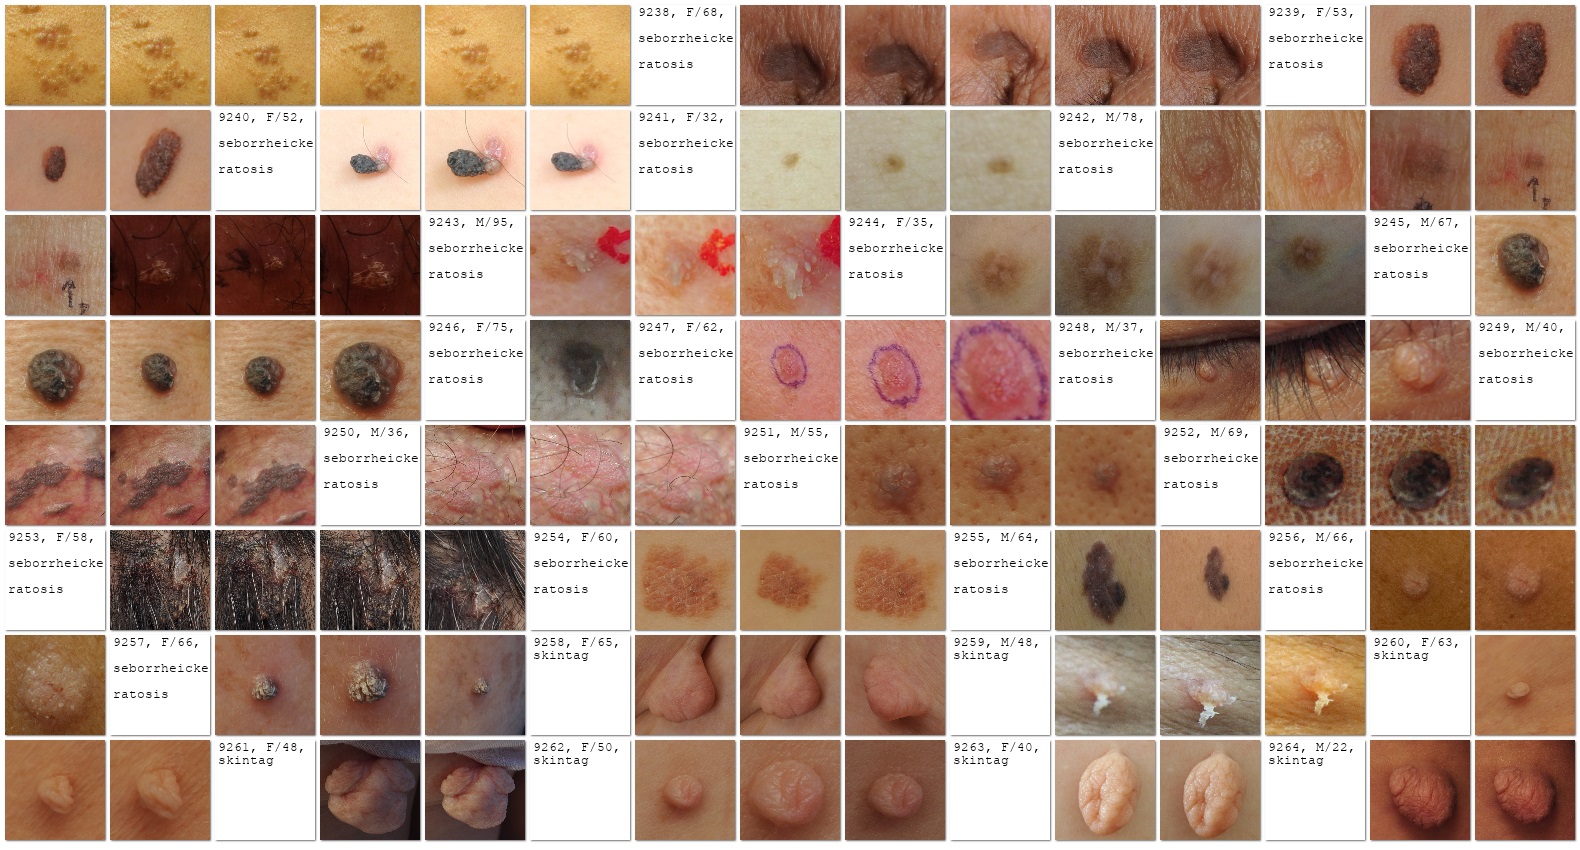 9238, F/68,
seborrheicke
ratosis
9239, F/53,
seborrheicke
ratosis
9240, F/52,
seborrheicke
ratosis
9241, F/32,
seborrheicke
ratosis
9242, M/78,
seborrheicke
ratosis
9243, M/95,
seborrheicke
ratosis
9244, F/35,
seborrheicke
ratosis
9245, M/67,
seborrheicke
ratosis
9246, F/75,
seborrheicke
ratosis
9247, F/62,
seborrheicke
ratosis
9248, M/37,
seborrheicke
ratosis
9249, M/40,
seborrheicke
ratosis
9250, M/36,
seborrheicke
ratosis
9251, M/55,
seborrheicke
ratosis
9252, M/69,
seborrheicke
ratosis
9253, F/58,
seborrheicke
ratosis
9254, F/60,
seborrheicke
ratosis
9255, M/64,
seborrheicke
ratosis
9256, M/66,
seborrheicke
ratosis
9257, F/66,
seborrheicke
ratosis
9258, F/65,
skintag
9259, M/48,
skintag
9260, F/63,
skintag
9261, F/48,
skintag
9262, F/50,
skintag
9263, F/40,
skintag
9264, M/22,
skintag